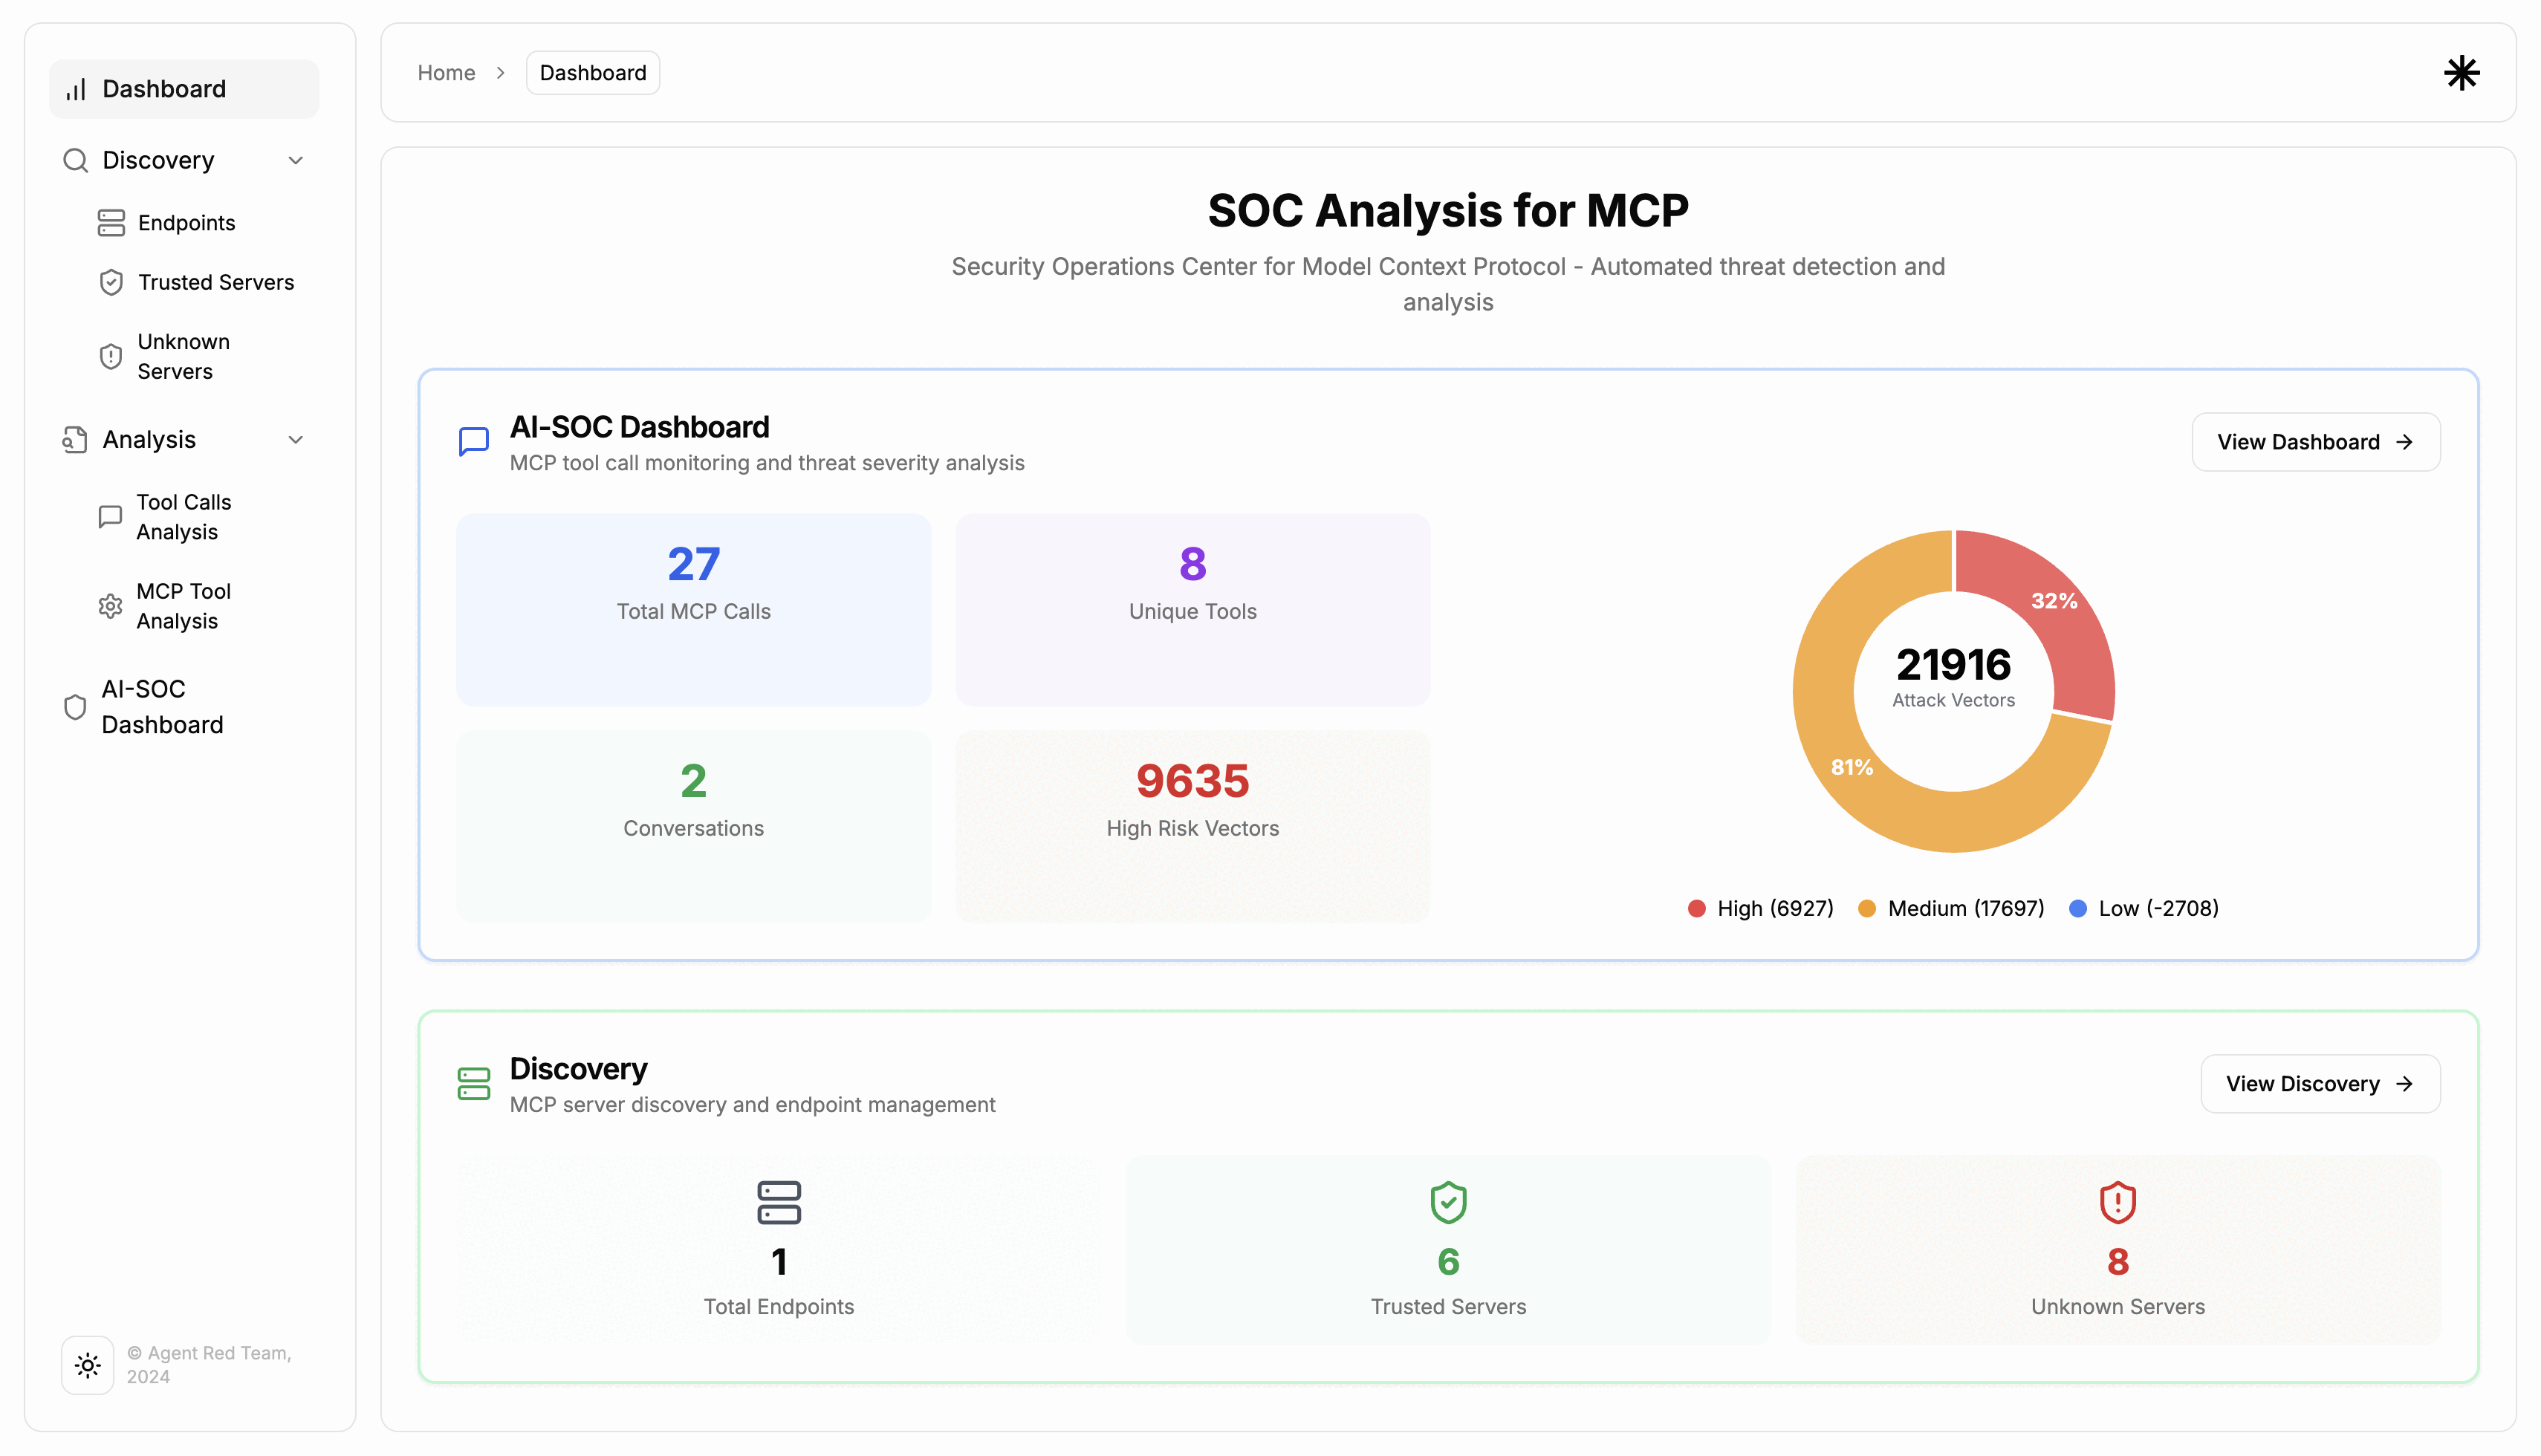 Dashboard
Discovery
Endpoints
Trusted Servers
Unknown
Servers
Analysis
Tool Calls
Analysis
MCP Tool
Analysis
AI-SOC
Dashboard
© Agent Red Team,
2024
Home
Dashboard
SOC Analysis for MCP
Security Operations Center for Model Context Protocol - Automated threat detection and
analysis
AI-SOC Dashboard
MCP tool call monitoring and threat severity analysis
View Dashboard
27
Total MCP Calls
8
Unique Tools
2
Conversations
9635
High Risk Vectors
32%
21916
Attack Vectors
81%
High (6927)
Medium (17697)
Low (-2708)
Discovery
MCP server discovery and endpoint management
View Discovery
1
Total Endpoints
6
Trusted Servers
8
Unknown Servers